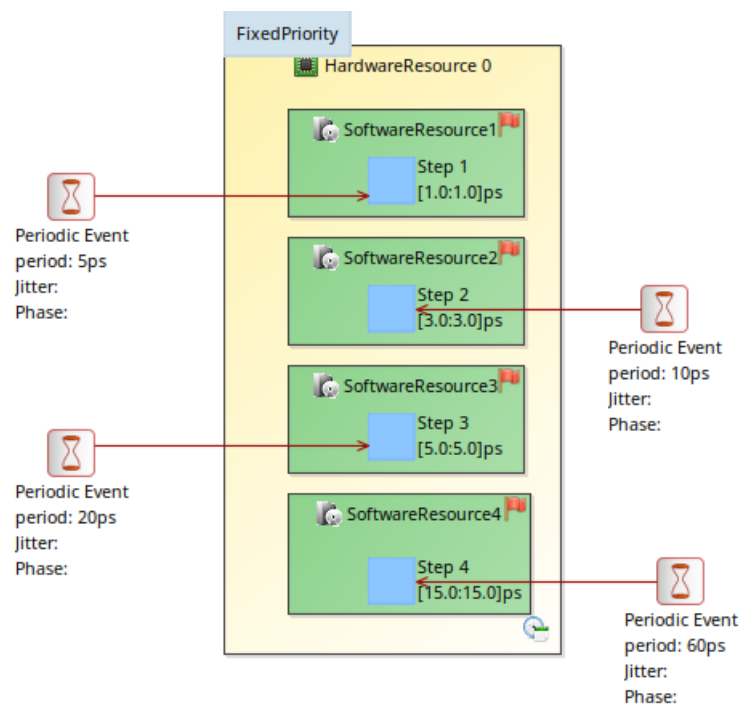 FixedPriority
HardwareResource 0
SoftwareResource1
Step 1
[1.0:1.0]ps
Periodic Event
period: 5ps
Jitter:
Phase:
SoftwareResource2
Step 2
[3.0:3.0]ps
Periodic Event
period: 10ps
Jitter:
Phase:
SoftwareResource3
Step 3
[5.0:5.0]ps
Periodic Event
period: 20ps
Jitter:
Phase:
SoftwareResource4
Step 4
[15.0:15.0]ps
Periodic Event
period: 60ps
Jitter:
Phase: